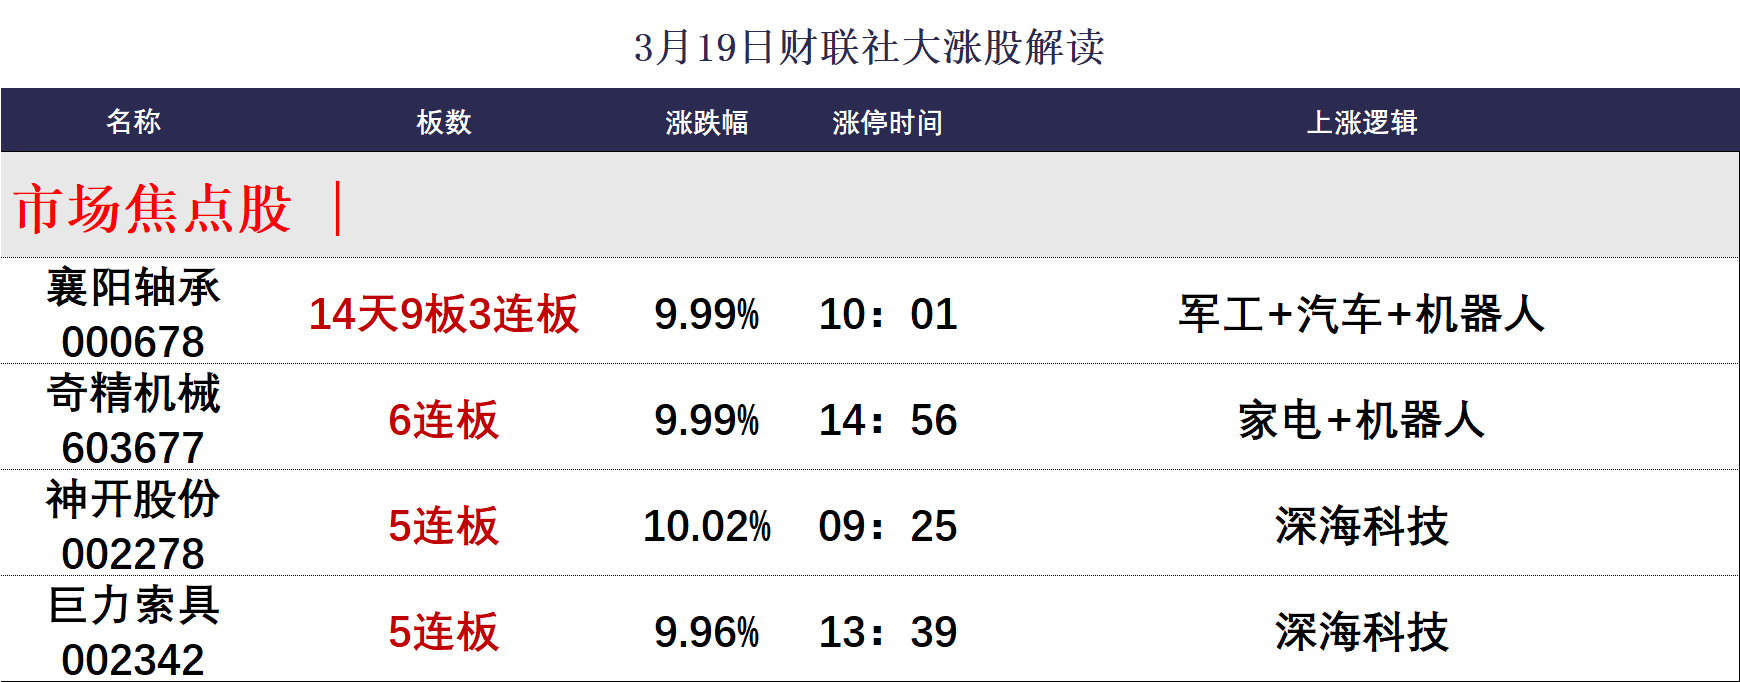 3月19日财联社大涨股解读
名称 板数 涨跌幅 涨停时间 上涨逻辑
市场焦点股 |
襄阳轴承
000678 14天9板3连板 9.99% 10：01 军工+汽车+机器人
奇精机械
603677 6连板 9.99% 14：56 家电+机器人
神开股份
002278 5连板 10.02% 09：25 深海科技
巨力索具
002342 5连板 9.96% 13：39 深海科技